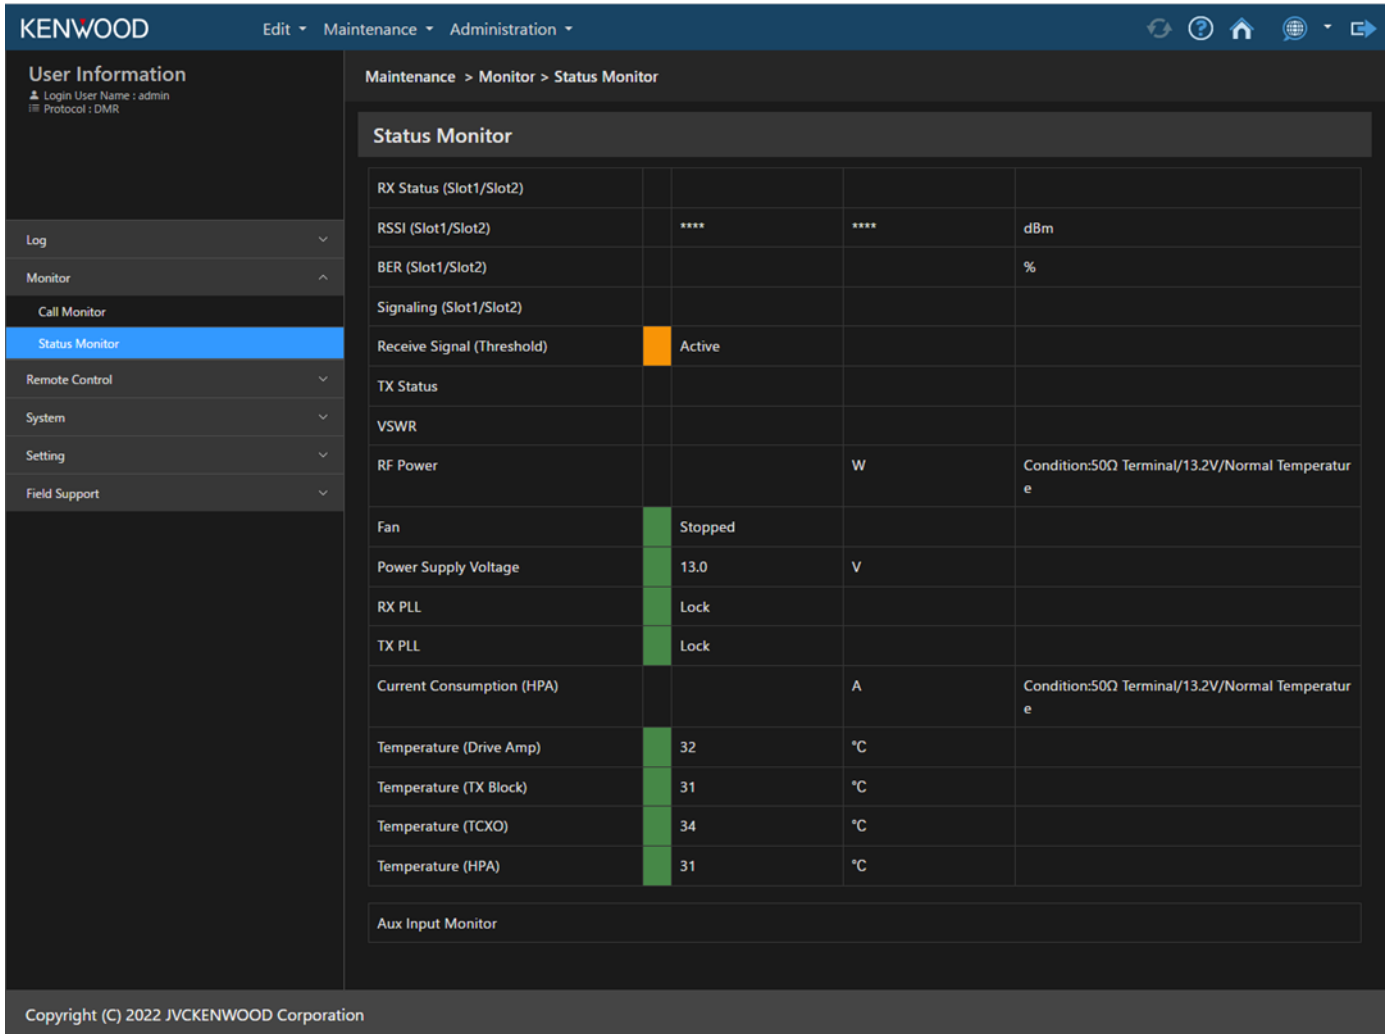 KENWOOD
Edit Maintenance Administration
User Information
Login User Name : admin
Protocol : DMR
Log
Monitor
Call Monitor
Status Monitor
Remote Control
System
Setting
Field Support
Maintenance > Monitor > Status Monitor
Status Monitor
RX Status (Slot1/Slot2)
RSSI (Slot1/Slot2) **** **** dBm
BER (Slot1/Slot2) %
Signaling (Slot1/Slot2)
Receive Signal (Threshold) Active
TX Status
VSWR
RF Power W Condition:50Ω Terminal/13.2V/Normal Temperatur
e
Fan Stopped
Power Supply Voltage 13.0 V
RX PLL Lock
TX PLL Lock
Current Consumption (HPA) A Condition:50Ω Terminal/13.2V/Normal Temperatur
e
Temperature (Drive Amp) 32 °C
Temperature (TX Block) 31 °C
Temperature (TCXO) 34 °C
Temperature (HPA) 31 °C
Aux Input Monitor
Copyright (C) 2022 JVCKENWOOD Corporation